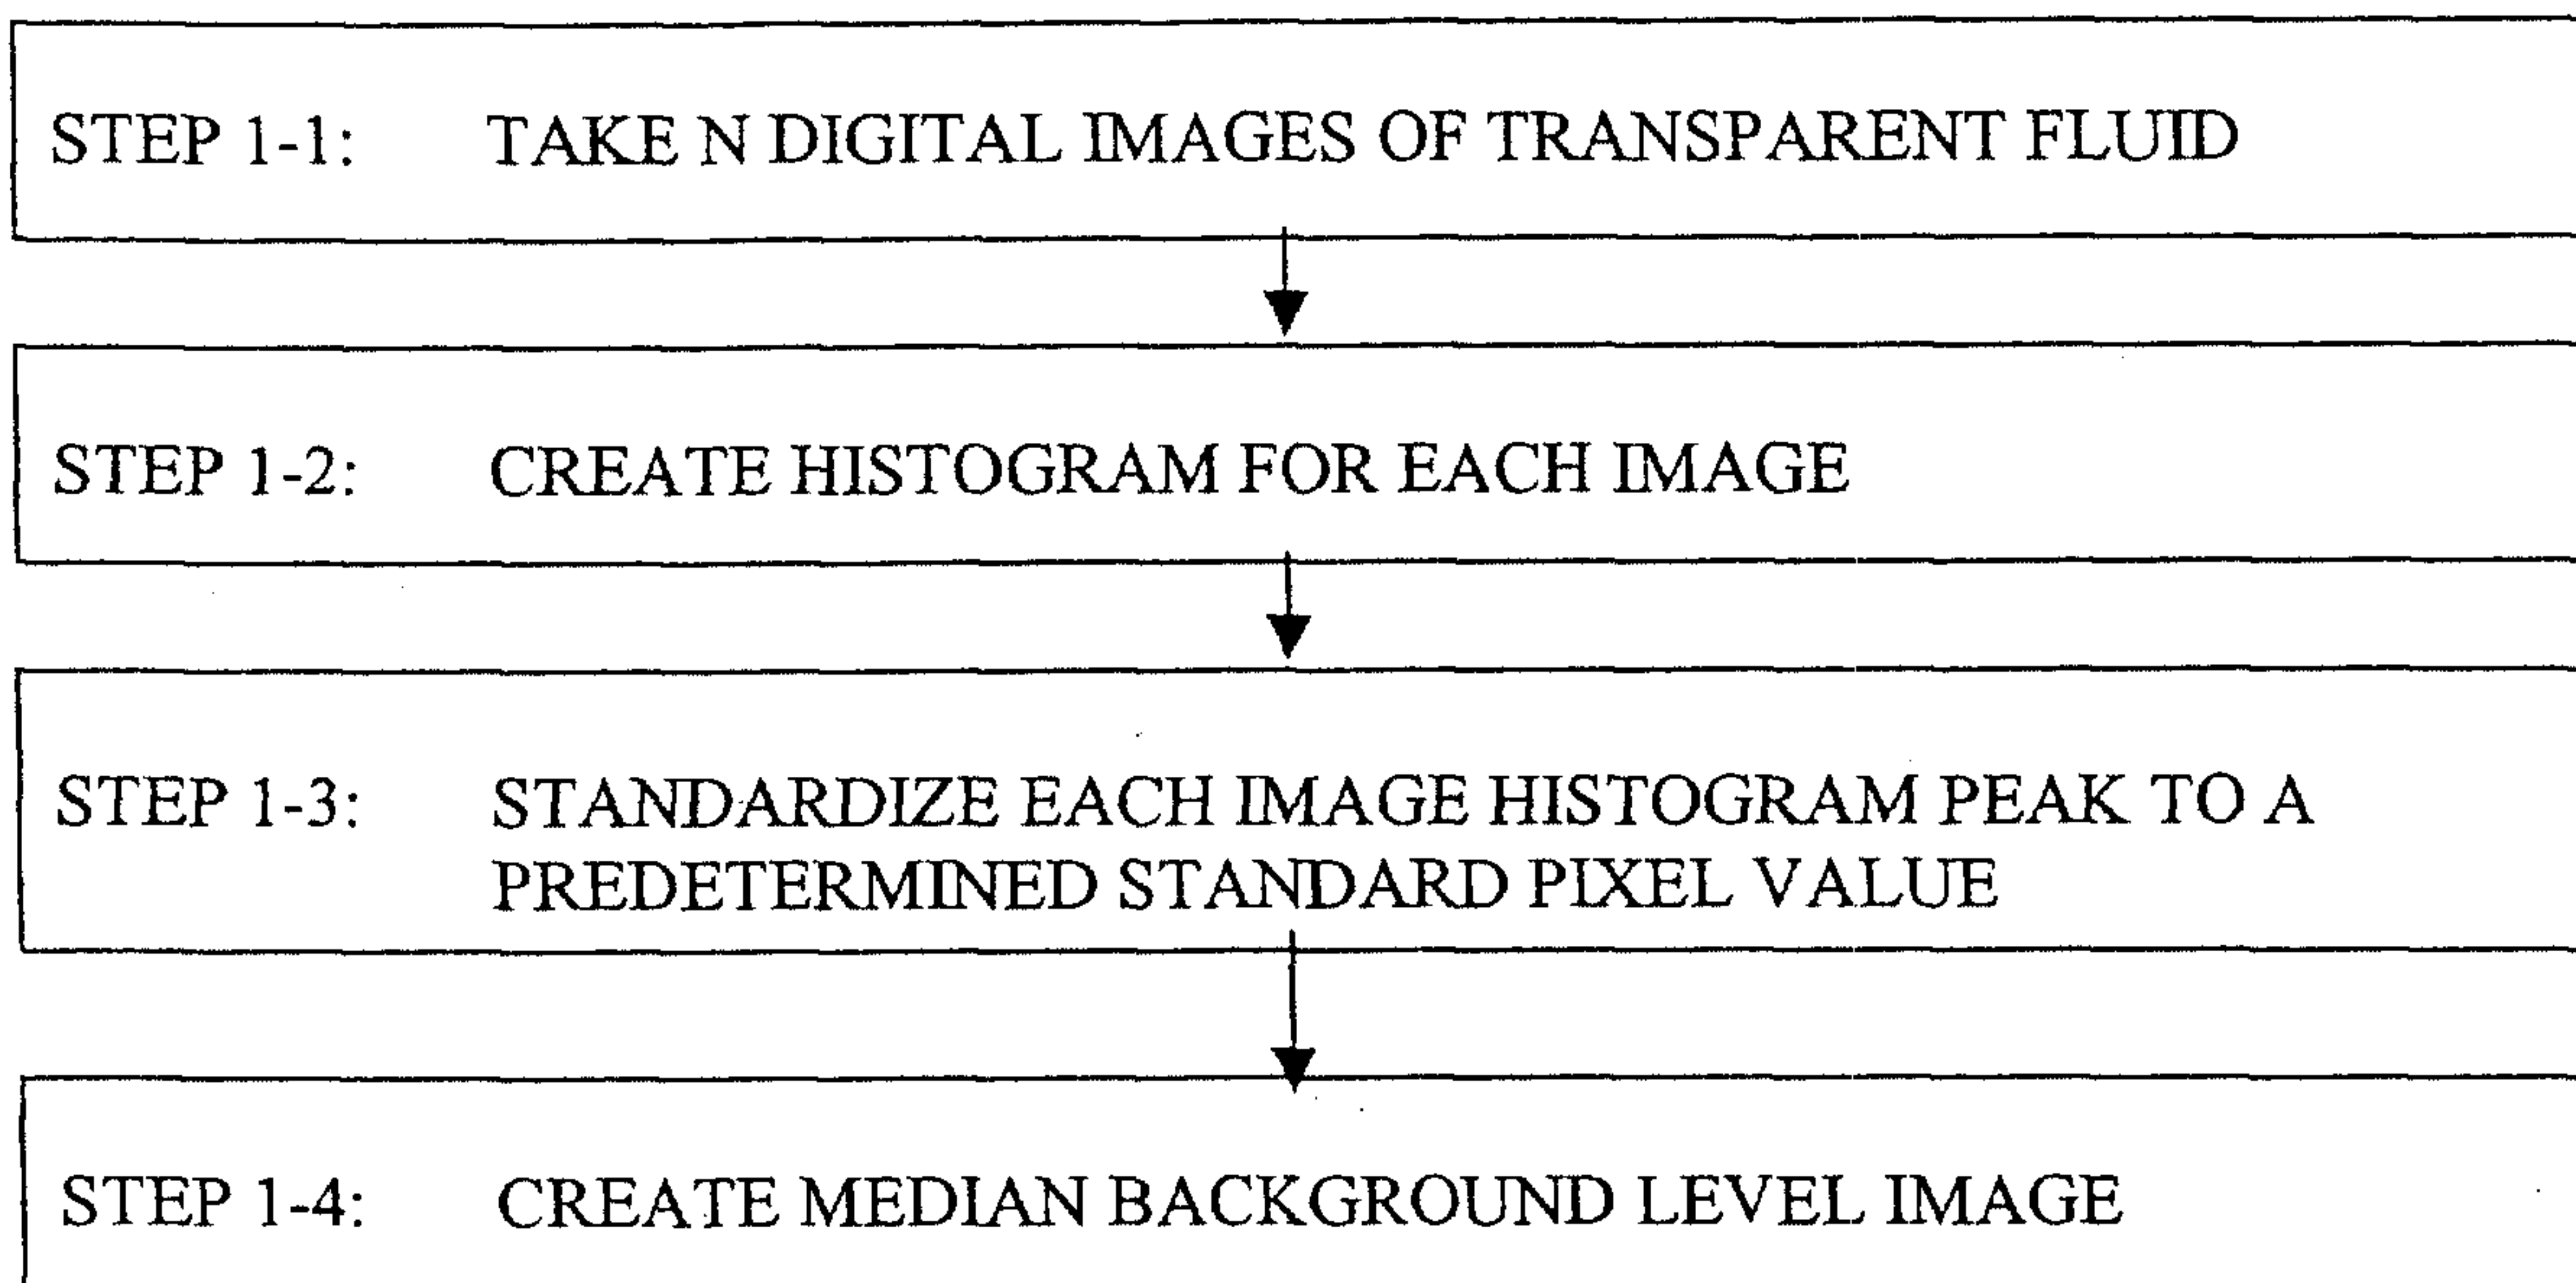 STEP 1-1: TAKE N DIGITAL IMAGES OF TRANSPARENT FLUID
STEP 1-2: CREATE HISTOGRAM FOR EACH IMAGE
STEP 1-3: STANDARDIZE EACH IMAGE HISTOGRAM PEAK TO A
PREDETERMINED STANDARD PIXEL VALUE
STEP 1-4: CREATE MEDIAN BACKGROUND LEVEL IMAGE